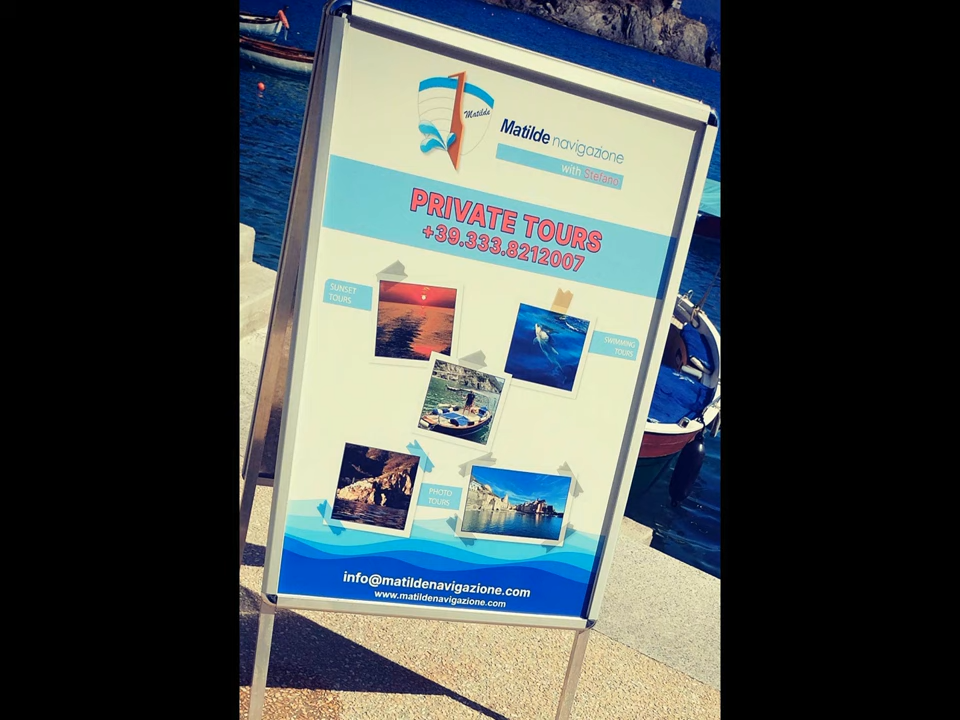 Matilde
Matilde navigazione
with Stefano
PRIVATE TOURS
+39.333.8212007
SUNSET
TOURS
SWIMMING
TOURS
PHOTO
TOURS
info@matildenavigazione.com
www.matildenavigazione.com